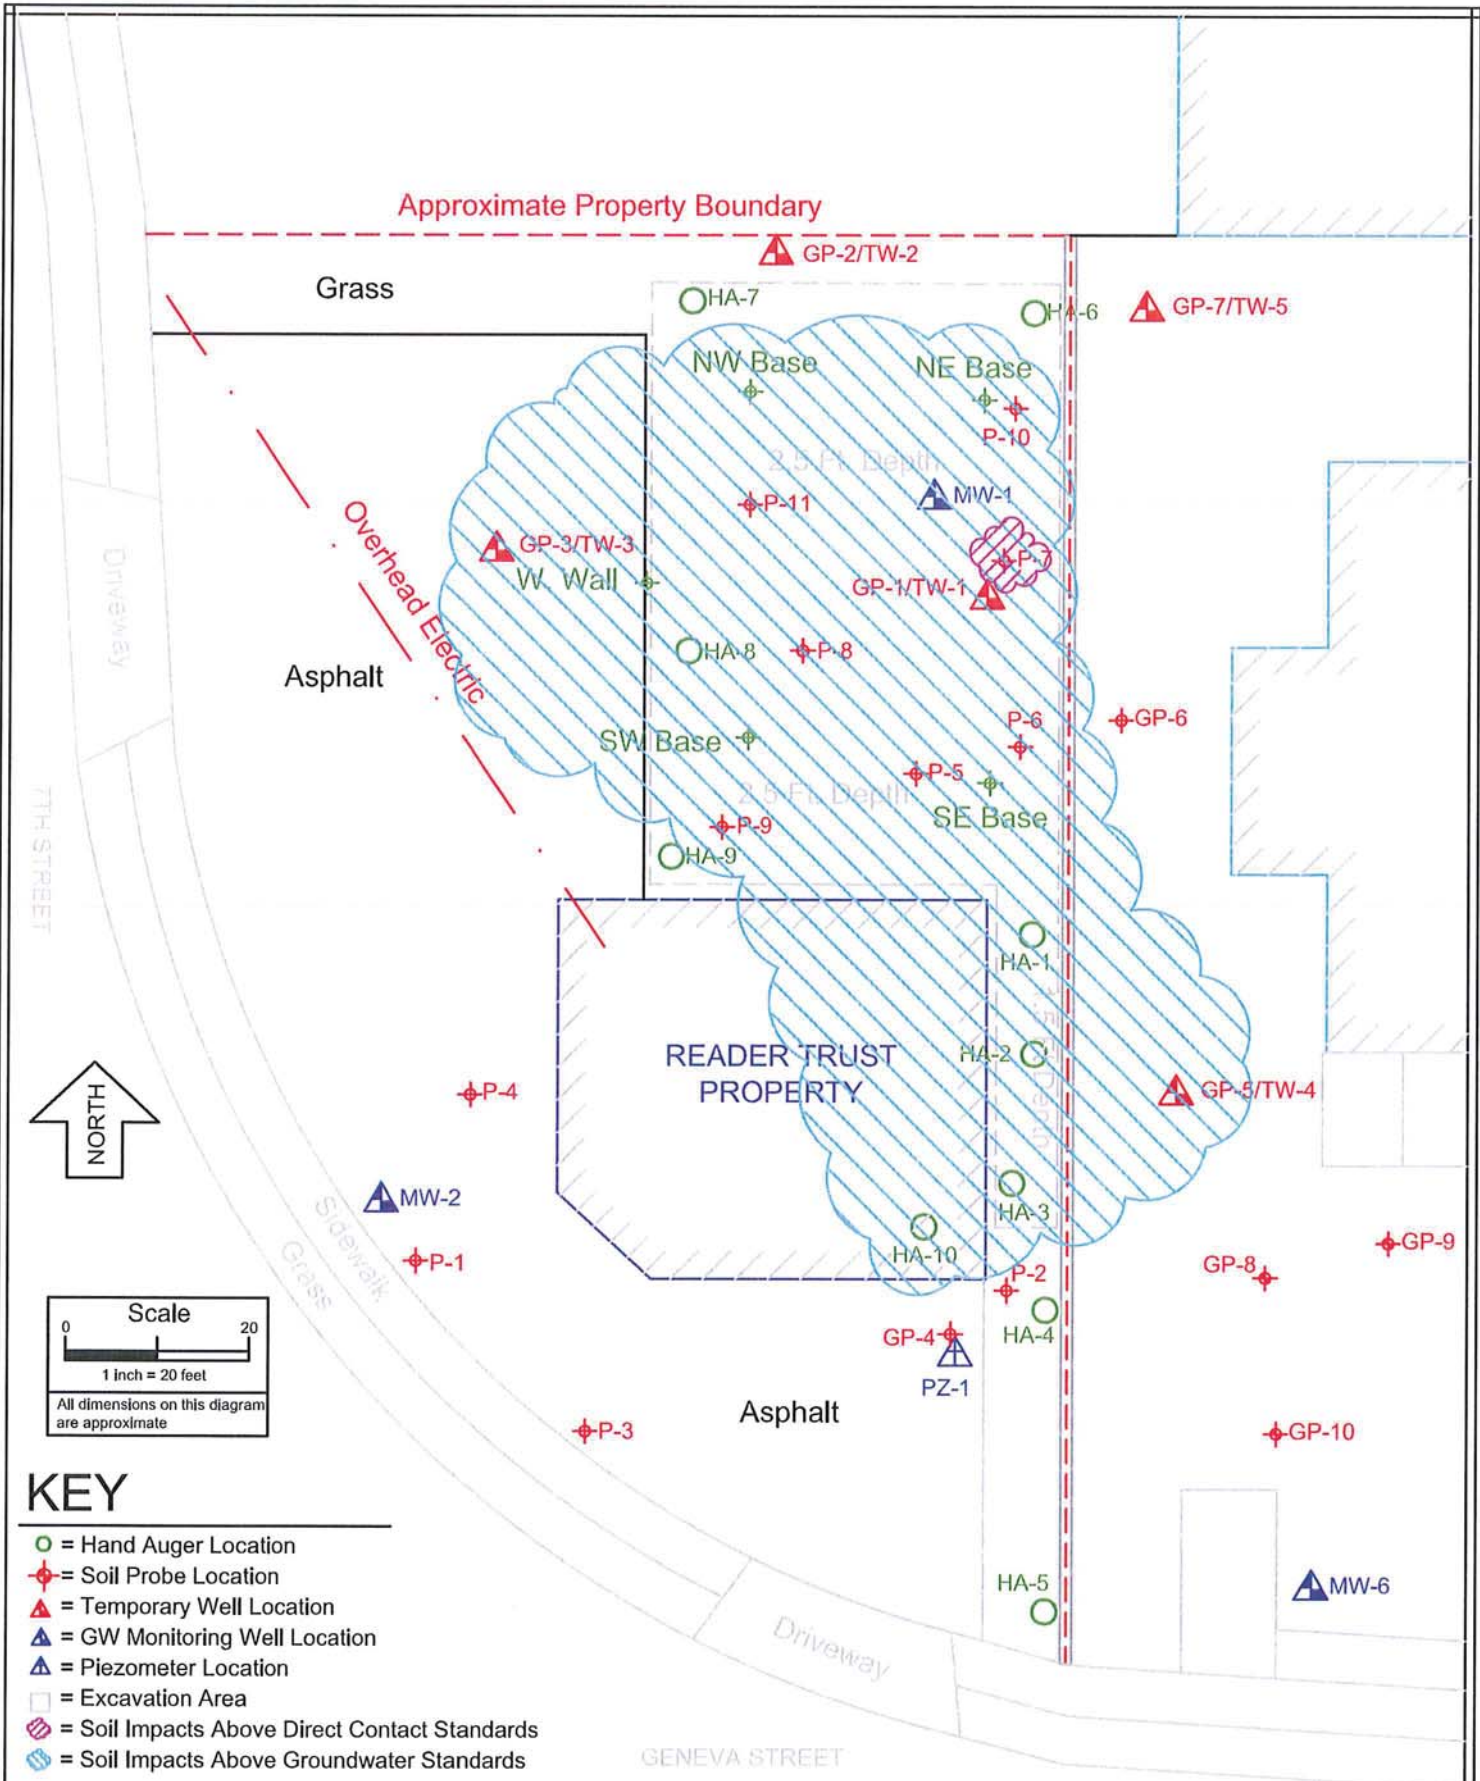 Approximate Property Boundary
GP-2/TW-2
Grass
HA-7
HA-6
GP-7/TW-5
NW Base
NE Base
P-10
2.5 Ft. Depth
MW-1
P-11
Overhead Electric
GP-3/TW-3
P-7
W. Wall
GP-1/TW-1
Driveway
HA-8
P-8
Asphalt
P-6
GP-6
SW Base
P-5
2.5 Ft. Depth
SE Base
P-9
HA-9
7TH STREET
HA-1
1.5 Ft. Depth
READER TRUST
PROPERTY
HA-2
P-4
GP-5/TW-4
NORTH
MW-2
HA-3
Sidewalk
Grass
HA-10
GP-9
P-1
GP-8
P-2
HA-4
GP-4
PZ-1
Scale
0 20
1 inch = 20 feet
All dimensions on this diagram
are approximate
Asphalt
P-3
GP-10
KEY
= Hand Auger Location
= Soil Probe Location
= Temporary Well Location
= GW Monitoring Well Location
= Piezometer Location
= Excavation Area
= Soil Impacts Above Direct Contact Standards
= Soil Impacts Above Groundwater Standards
HA-5
MW-6
Driveway
GENEVA STREET